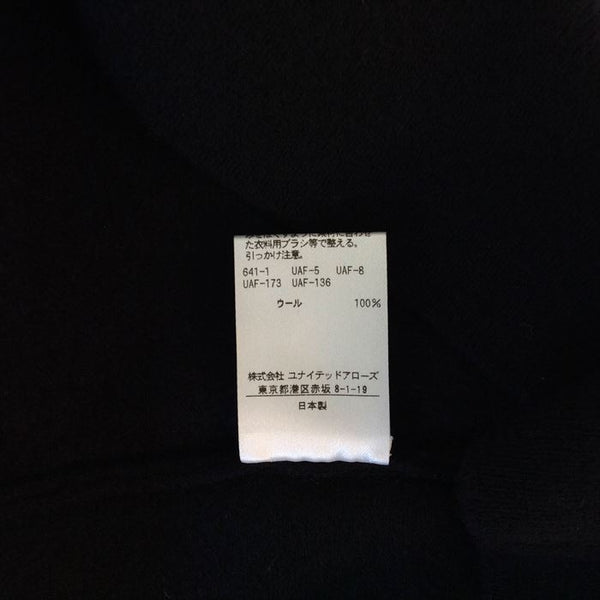 た衣料用ブラシ等で整える。
引っかけ注意。
641-1 UAF-5 UAF-8
UAF-173 UAF-136
ウール 100%
株式会社 ユナイテッドアローズ
東京都港区赤坂 8-1-19
日本製